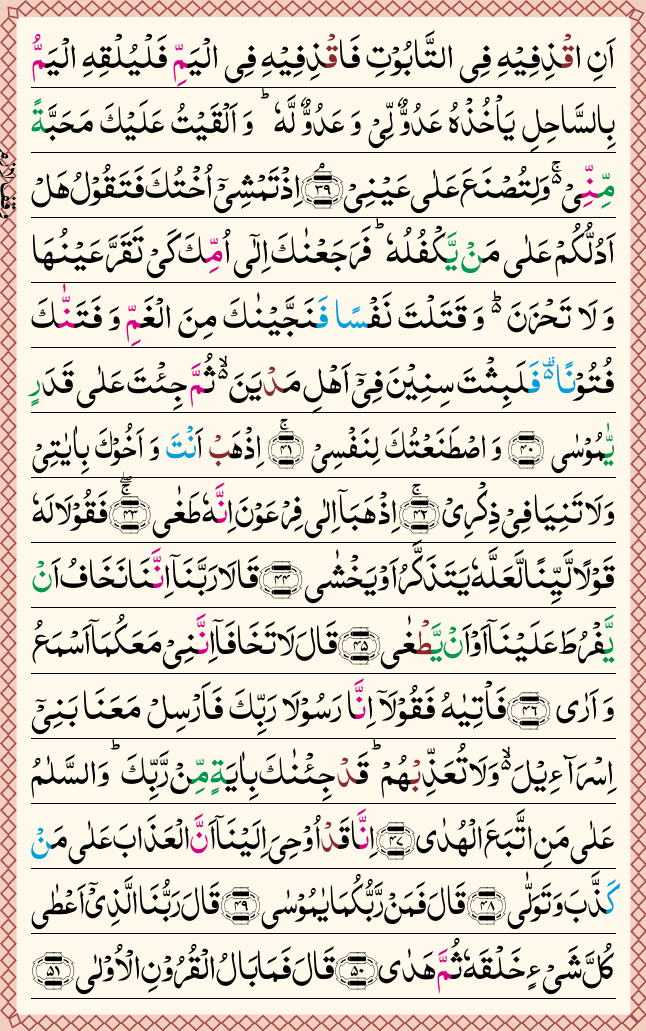 اَنِ اقْذِفِيْهِ فِى التَّابُوْتِ فَاقْذِفِيْهِ فِى الْيَمِّ فَلْيُلْقِهِ الْيَمُّ
بِالسَّاحِلِ يَاْخُذْهُ عَدُوٌّ لِّىْ وَ عَدُوٌّ لَّهٗ ؕ وَ اَلْقَيْتُ عَلَيْكَ مَحَبَّةً
مِّنِّىْ ۚ۬ وَلِتُصْنَعَ عَلٰى عَيْنِىْ ﴿۳۹﴾ اِذْ تَمْشِىْۤ اُخْتُكَ فَتَقُوْلُ هَلْ
اَدُلُّكُمْ عَلٰى مَنْ يَّكْفُلُهٗ ؕ فَرَجَعْنٰكَ اِلٰٓى اُمِّكَ كَىْ تَقَرَّ عَيْنُهَا
وَ لَا تَحْزَنَ ۬ؕ وَ قَتَلْتَ نَفْسًا فَنَجَّيْنٰكَ مِنَ الْغَمِّ وَ فَتَنّٰكَ
فُتُوْنًا ۬ۗ فَلَبِثْتَ سِنِيْنَ فِىْۤ اَهْلِ مَدْيَنَ ۬ۙ ثُمَّ جِئْتَ عَلٰى قَدَرٍ
يّٰمُوْسٰى ﴿۴۰﴾ وَ اصْطَنَعْتُكَ لِنَفْسِىْ ﴿ۚ۴۱﴾ اِذْهَبْ اَنْتَ وَ اَخُوْكَ بِاٰيٰتِىْ
وَلَا تَنِيَا فِىْ ذِكْرِىْ ﴿ۚ۴۲﴾ اِذْهَبَاۤ اِلٰى فِرْعَوْنَ اِنَّهٗ طَغٰى ﴿ۚۖ۴۳﴾ فَقُوْلَا لَهٗ
قَوْلًا لَّيِّنًا لَّعَلَّهٗ يَتَذَكَّرُ اَوْ يَخْشٰى ﴿۴۴﴾ قَالَا رَبَّنَاۤ اِنَّنَا نَخَافُ اَنْ
يَّفْرُطَ عَلَيْنَاۤ اَوْ اَنْ يَّطْغٰى ﴿۴۵﴾ قَالَ لَا تَخَافَاۤ اِنَّنِىْ مَعَكُمَاۤ اَسْمَعُ
وَ اَرٰى ﴿۴۶﴾ فَاْتِيٰهُ فَقُوْلَاۤ اِنَّا رَسُوْلَا رَبِّكَ فَاَرْسِلْ مَعَنَا بَنِىْۤ
اِسْرَآءِيْلَ ۬ۙ وَلَا تُعَذِّبْهُمْ ؕ قَدْ جِئْنٰكَ بِاٰيَةٍ مِّنْ رَّبِّكَ ؕ وَالسَّلٰمُ
عَلٰى مَنِ اتَّبَعَ الْهُدٰى ﴿۴۷﴾ اِنَّا قَدْ اُوْحِىَ اِلَيْنَاۤ اَنَّ الْعَذَابَ عَلٰى مَنْ
كَذَّبَ وَتَوَلّٰى ﴿۴۸﴾ قَالَ فَمَنْ رَّبُّكُمَا يٰمُوْسٰى ﴿۴۹﴾ قَالَ رَبُّنَا الَّذِىْۤ اَعْطٰى
كُلَّ شَىْءٍ خَلْقَهٗ ثُمَّ هَدٰى ﴿۵۰﴾ قَالَ فَمَا بَالُ الْقُرُوْنِ الْاُوْلٰى ﴿۵۱﴾